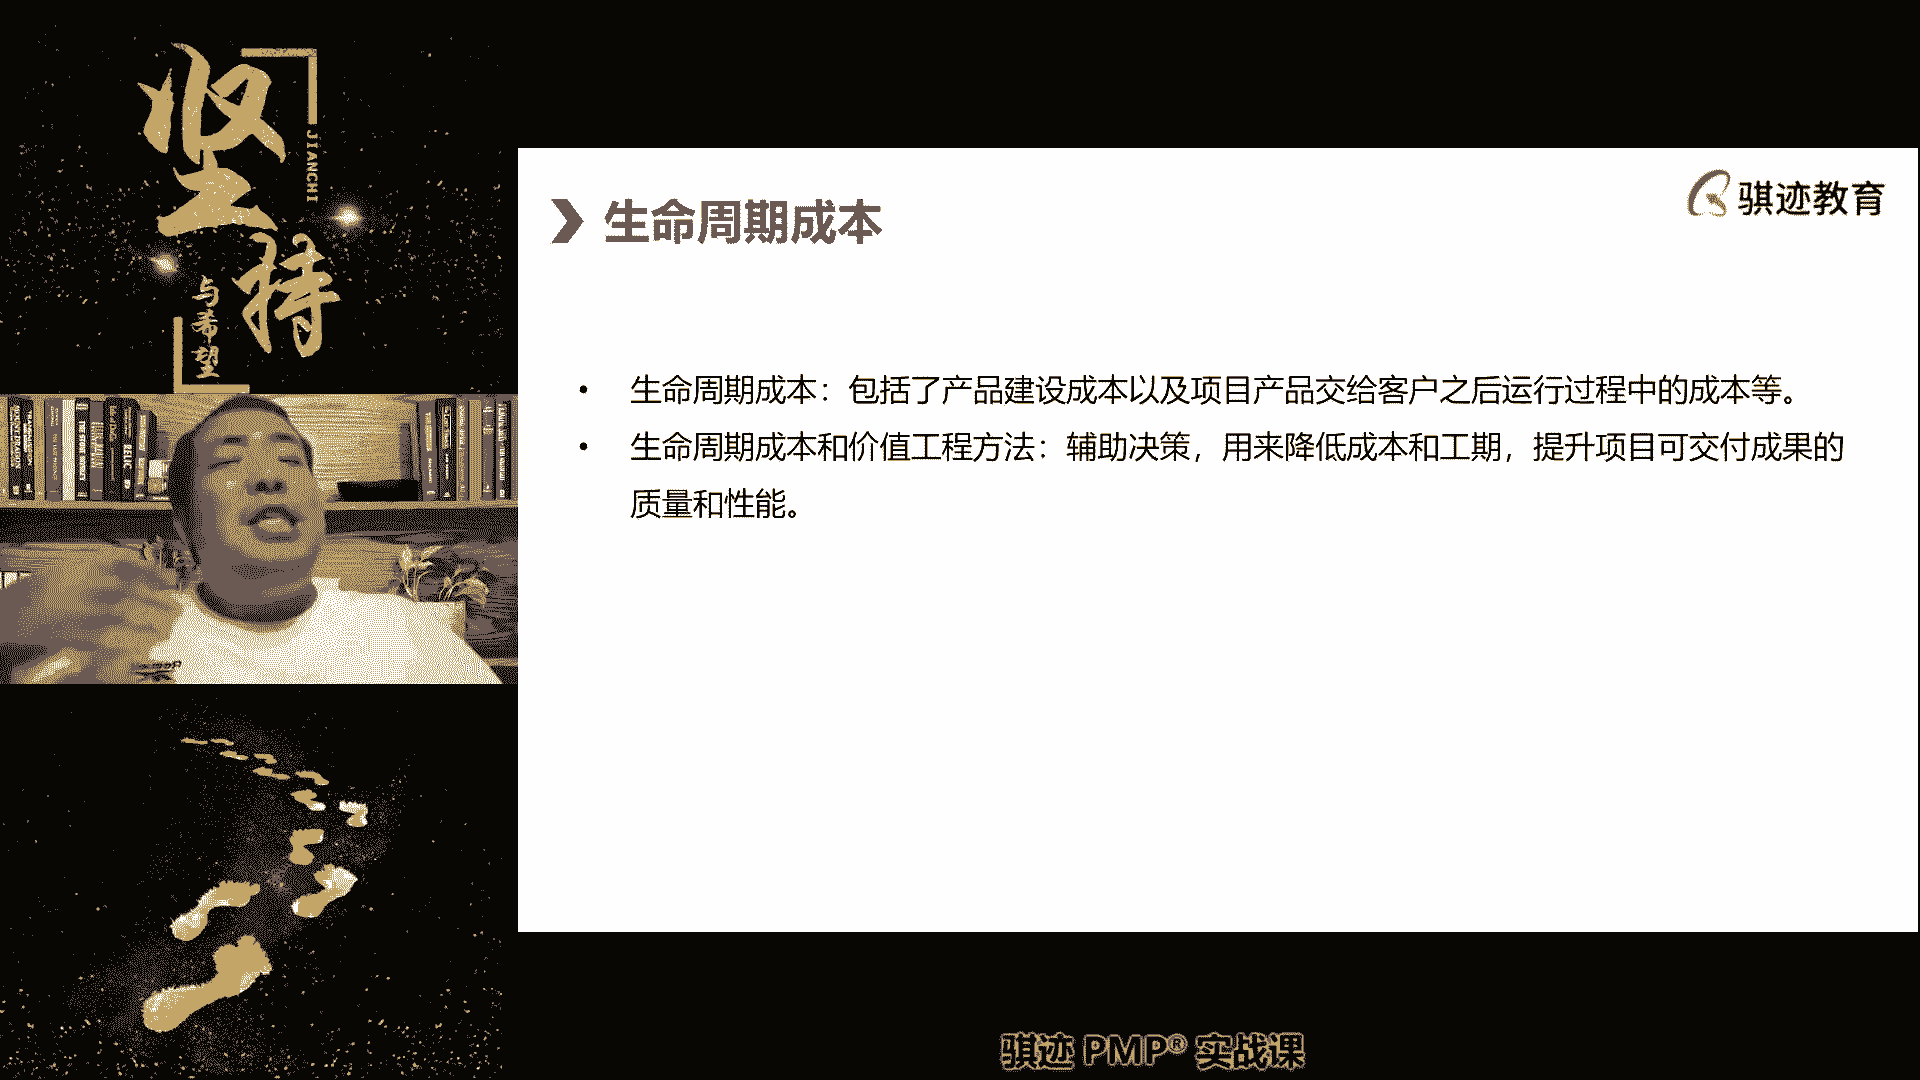 坚
持
JIANCHI
与希望
生命周期成本
骐迹教育
• 生命周期成本：包括了产品建设成本以及项目产品交给客户之后运行过程中的成本等。
• 生命周期成本和价值工程方法：辅助决策，用来降低成本和工期，提升项目可交付成果的
质量和性能。
骐迹 PMP® 实战课